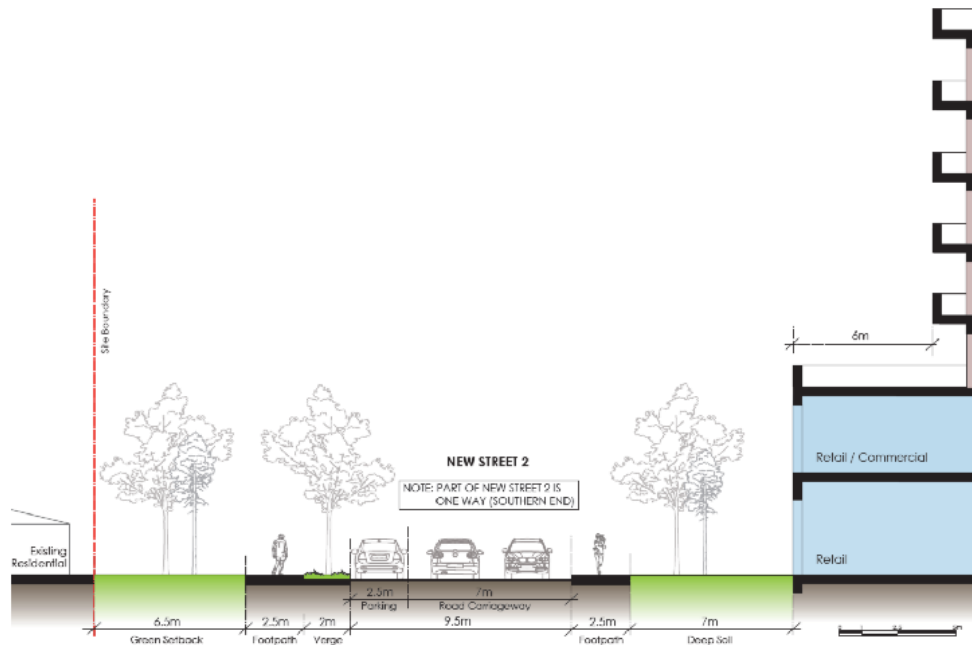 6m
Site Boundary
NEW STREET 2
NOTE: PART OF NEW STREET 2 IS
ONE WAY (SOUTHERN END)
Retail / Commercial
Existing
Residential
Retail
2.5m
7m
Parking
Road Carriageway
6.5m
2.5m
2m
9.5m
2.5m
7m
Green Setback
Footpath
Verge
Footpath
Deep Soil